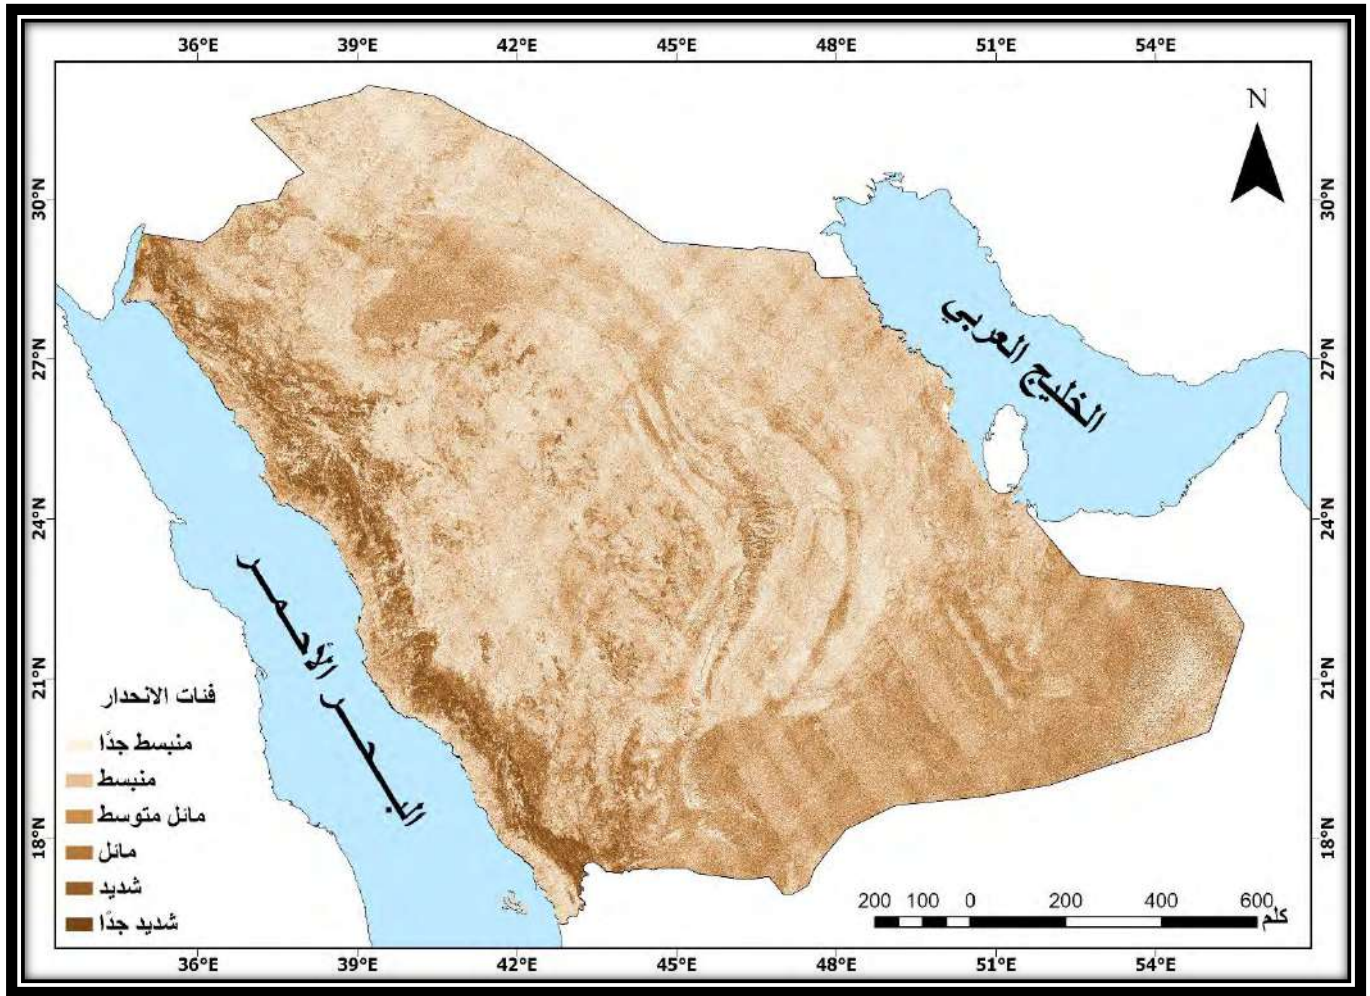 36°E 39°E 42°E 45°E 48°E 51°E 54°E
N
30°N 30°N
27°N 27°N
24°N 24°N
21°N 21°N
18°N 18°N
الخليج العربي
البحر الأحمر
فئات الانحدار
منبسط جدًا
منبسط
مائل متوسط
مائل
شديد
شديد جدًا
200 100 0 200 400 600
كلم
36°E 39°E 42°E 45°E 48°E 51°E 54°E